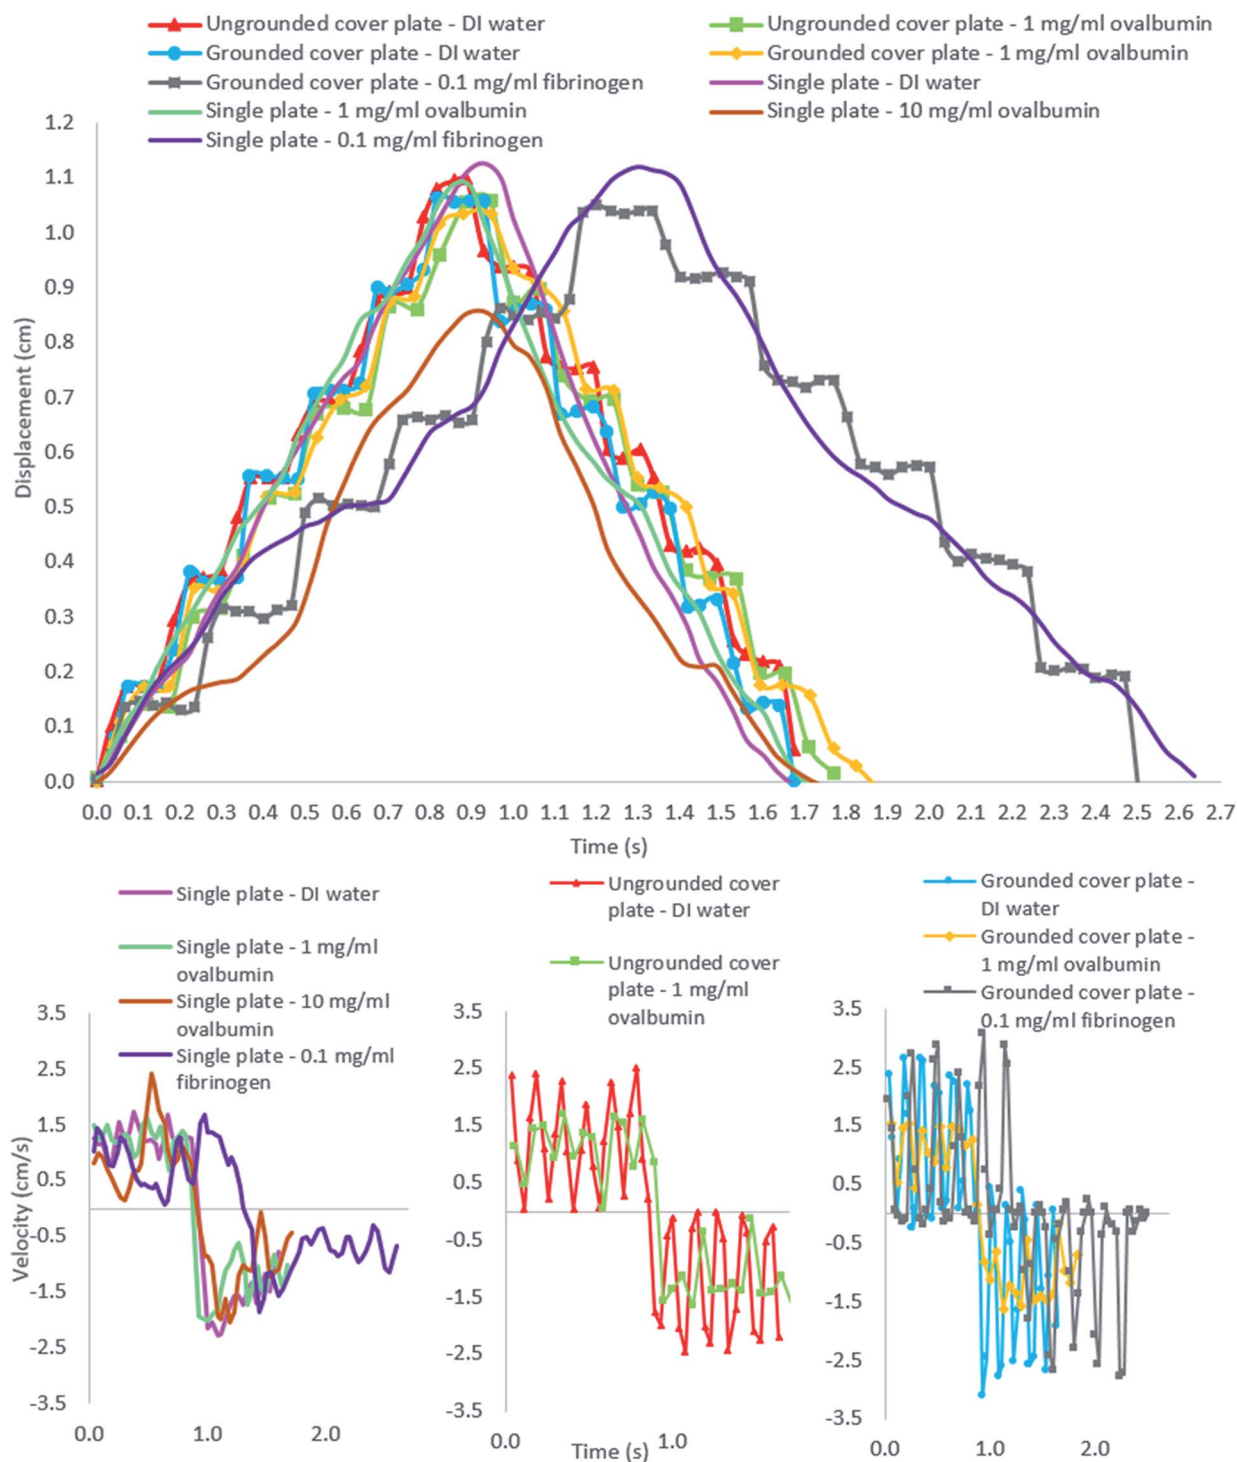 Ungrounded cover plate - DI water
Ungrounded cover plate - 1 mg/ml ovalbumin
Grounded cover plate - DI water
Grounded cover plate - 1 mg/ml ovalbumin
Grounded cover plate - 0.1 mg/ml fibrinogen
Single plate - DI water
Single plate - 1 mg/ml ovalbumin
Single plate - 10 mg/ml ovalbumin
Single plate - 0.1 mg/ml fibrinogen
1.2
1.1
1.0
0.9
0.8
0.7
0.6
0.5
0.4
0.3
0.2
0.1
0.0
Displacement (cm)
0.0 0.1 0.2 0.3 0.4 0.5 0.6 0.7 0.8 0.9 1.0 1.1 1.2 1.3 1.4 1.5 1.6 1.7 1.8 1.9 2.0 2.1 2.2 2.3 2.4 2.5 2.6 2.7
Time (s)
Single plate - DI water
Single plate - 1 mg/ml
ovalbumin
Single plate - 10 mg/ml
ovalbumin
Single plate - 0.1 mg/ml
fibrinogen
3.5
2.5
1.5
0.5
-0.5
-1.5
-2.5
-3.5
Velocity (cm/s)
0.0 1.0 2.0
Ungrounded cover
plate - DI water
Ungrounded cover
plate - 1 mg/ml
ovalbumin
3.5
2.5
1.5
0.5
-0.5
-1.5
-2.5
-3.5
0.0 1.0
Time (s)
Grounded cover plate -
DI water
Grounded cover plate -
1 mg/ml ovalbumin
Grounded cover plate -
0.1 mg/ml fibrinogen
3.5
2.5
1.5
0.5
-0.5
-1.5
-2.5
-3.5
0.0 1.0 2.0